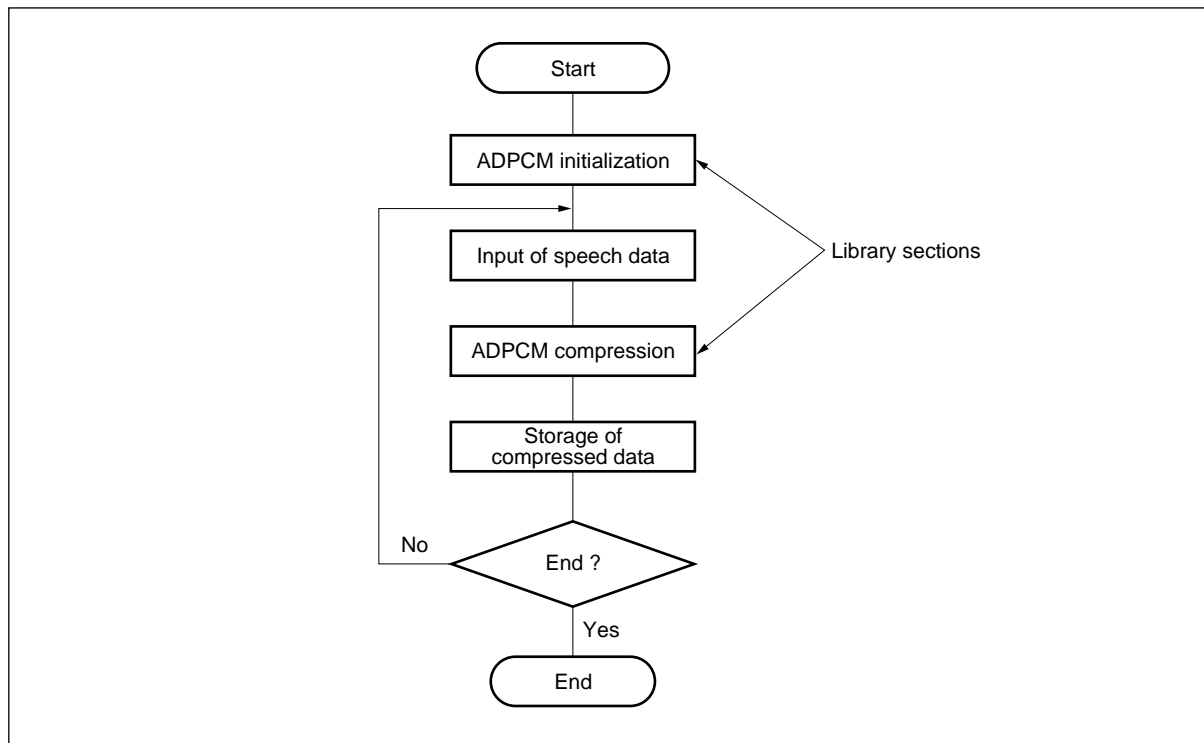 Start
ADPCM initialization
Input of speech data
Library sections
ADPCM compression
Storage of
compressed data
No
End ?
Yes
End